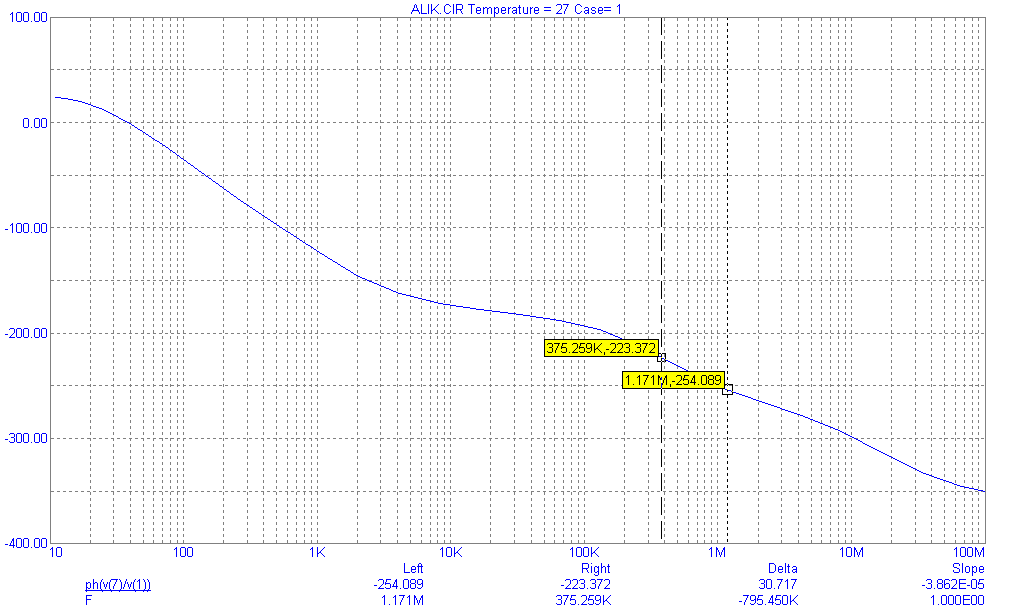 ALIK.CIR Temperature = 27 Case= 1
100.00
0.00
-100.00
-200.00
375.259K,-223.372
1.171M,-254.089
-300.00
-400.00
10 100 1K 10K 100K 1M 10M 100M
Left Right Delta Slope
ph(v(7)/v(1)) -254.089 -223.372 30.717 -3.862E-05
F 1.171M 375.259K -795.450K 1.000E00